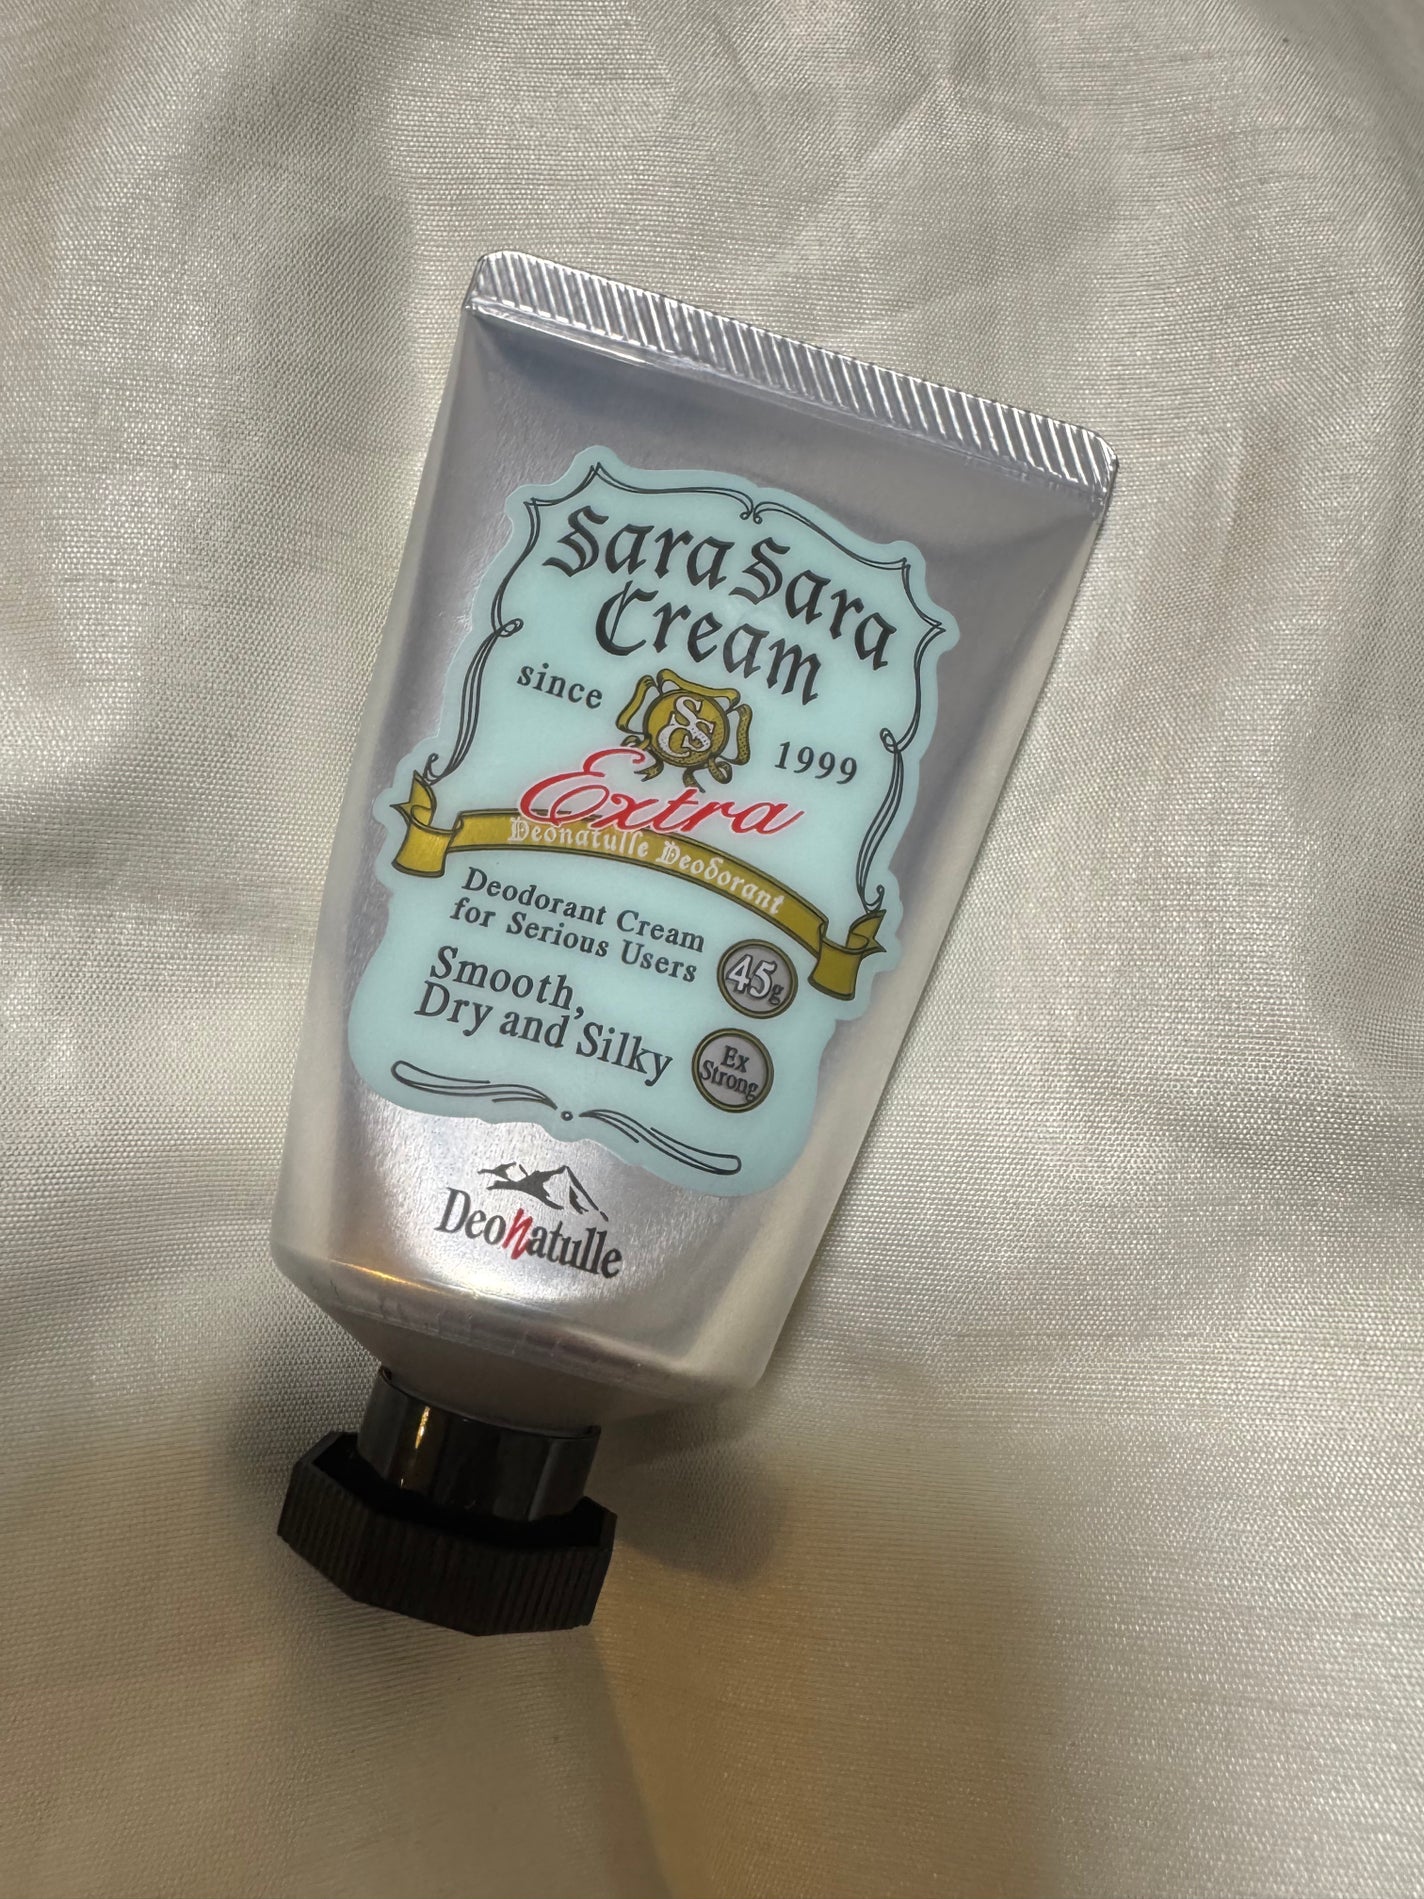 Sara Sara
Cream
since 1999
SSC
Extra
Deonatulle Deodorant
Deodorant Cream
for Serious Users
45g
Smooth,
Dry and Silky
Ex
Strong
Deonatulle